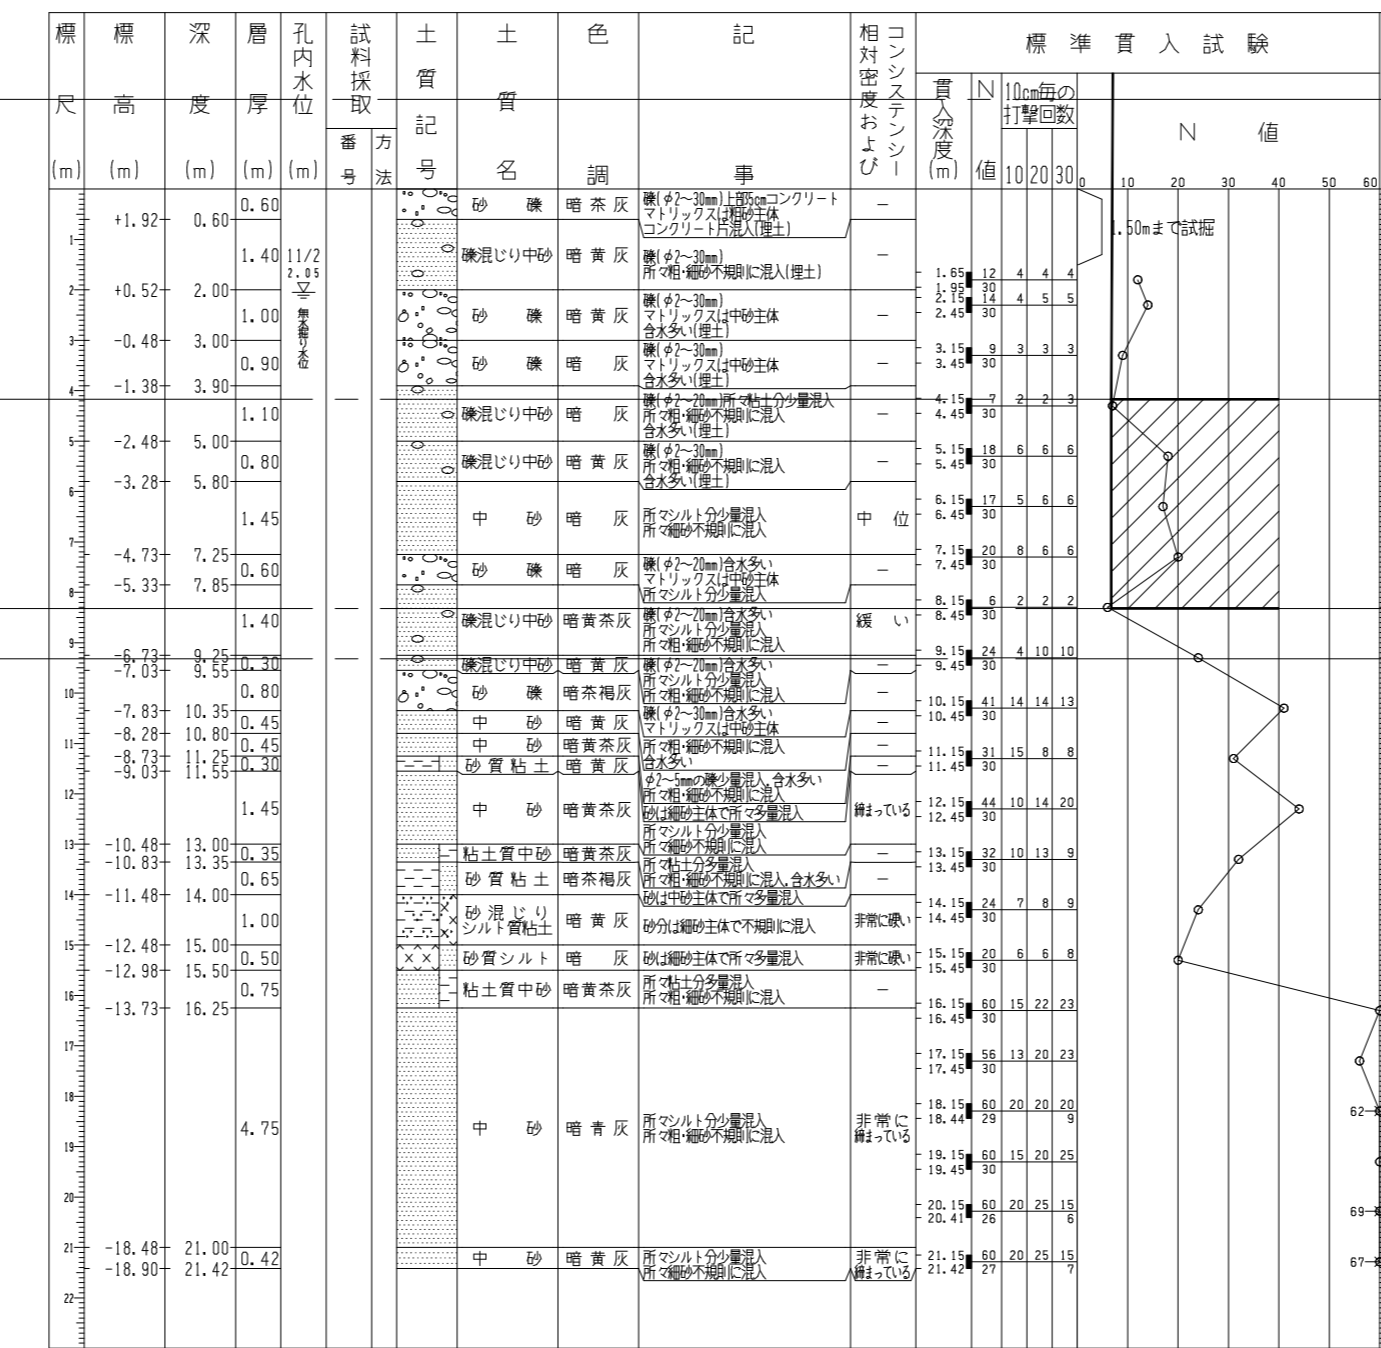 標尺(m) 標高(m) 深度(m) 層厚(m) 孔内水位(m) 試料採取 番号 方法 土質記号 土質名 色調 記事 相対密度および コンシステンシー 標準貫入試験
貫入深度(m) N値 10cm毎の打撃回数 10 20 30 N値
0 10 20 30 40 50 60
+1.92 0.60 0.60 砂礫 暗茶灰 礫(φ2~30mm)上部5cmコンクリート
マトリックスは粗砂主体
コンクリート片混入(埋土) -
1.50mまで試掘
+0.52 2.00 1.40 礫混じり中砂 暗黄灰 礫(φ2~30mm)
所々粗・細砂不規則に混入(埋土) -
11/2
2.05
無水掘り水位
1.65 12 4 4 4
1.95 30
-0.48 3.00 1.00 砂礫 暗黄灰 礫(φ2~30mm)
マトリックスは中砂主体
含水多い(埋土) -
2.15 14 4 5 5
2.45 30
-1.38 3.90 0.90 砂礫 暗灰 礫(φ2~30mm)
マトリックスは中砂主体
含水多い(埋土) -
3.15 9 3 3 3
3.45 30
-2.48 5.00 1.10 礫混じり中砂 暗灰 礫(φ2~20mm)所々粘土分少量混入
所々粗・細砂不規則に混入
含水多い(埋土) -
4.15 7 2 2 3
4.45 30
-3.28 5.80 0.80 礫混じり中砂 暗黄灰 礫(φ2~30mm)
所々粗・細砂不規則に混入
含水多い(埋土) -
5.15 18 6 6 6
5.45 30
-4.73 7.25 1.45 中砂 暗灰 所々シルト分少量混入
所々細砂不規則に混入 中位
6.15 17 5 6 6
6.45 30
-5.33 7.85 0.60 砂礫 暗灰 礫(φ2~20mm)含水多い
マトリックスは中砂主体
所々シルト分少量混入 -
7.15 20 8 6 6
7.45 30
-6.73 9.25 1.40 礫混じり中砂 暗黄茶灰 礫(φ2~20mm)含水多い
所々シルト分少量混入
所々粗・細砂不規則に混入 緩い
8.15 6 2 2 2
8.45 30
-7.03 9.55 0.30 礫混じり中砂 暗黄灰 礫(φ2~20mm)含水多い
所々シルト分少量混入
所々粗・細砂不規則に混入 -
9.15 24 4 10 10
9.45 30
-7.83 10.35 0.80 砂礫 暗茶褐灰 礫(φ2~30mm)含水多い
マトリックスは中砂主体 -
10.15 41 14 14 13
10.45 30
-8.28 10.80 0.45 中砂 暗黄灰 所々粗・細砂不規則に混入
含水多い -
-8.73 11.25 0.45 中砂 暗黄茶灰 φ2~5mmの礫少量混入,含水多い
所々粗・細砂不規則に混入 -
11.15 31 15 8 8
11.45 30
-9.03 11.55 0.30 砂質粘土 暗黄灰 砂は細砂主体で所々多量混入 -
-10.48 13.00 1.45 中砂 暗黄茶灰 所々シルト分少量混入
所々細砂不規則に混入 締まっている
12.15 44 10 14 20
12.45 30
-10.83 13.35 0.35 粘土質中砂 暗黄茶灰 所々粘土分多量混入
所々粗・細砂不規則に混入,含水多い -
13.15 32 10 13 9
13.45 30
-11.48 14.00 0.65 砂質粘土 暗茶褐灰 砂は中砂主体で所々多量混入 -
-12.48 15.00 1.00 砂混じりシルト質粘土 暗黄灰 砂分は細砂主体で不規則に混入 非常に硬い
14.15 24 7 8 9
14.45 30
-12.98 15.50 0.50 砂質シルト 暗灰 砂は細砂主体で所々多量混入 非常に硬い
15.15 20 6 6 8
15.45 30
-13.73 16.25 0.75 粘土質中砂 暗黄茶灰 所々粘土分多量混入
所々粗・細砂不規則に混入 -
16.15 60 15 22 23
16.45 30
17.15 56 13 20 23
17.45 30
-18.48 21.00 4.75 中砂 暗青灰 所々シルト分少量混入
所々粗・細砂不規則に混入 非常に締まっている
18.15 60 20 20 20
18.44 29 9
62
19.15 60 15 20 25
19.45 30
20.15 60 20 25 15
20.41 26 6
69
-18.90 21.42 0.42 中砂 暗黄灰 所々シルト分少量混入
所々細砂不規則に混入 非常に締まっている
21.15 60 20 25 15
21.42 27 7
67
1
2
3
4
5
6
7
8
9
10
11
12
13
14
15
16
17
18
19
20
21
22